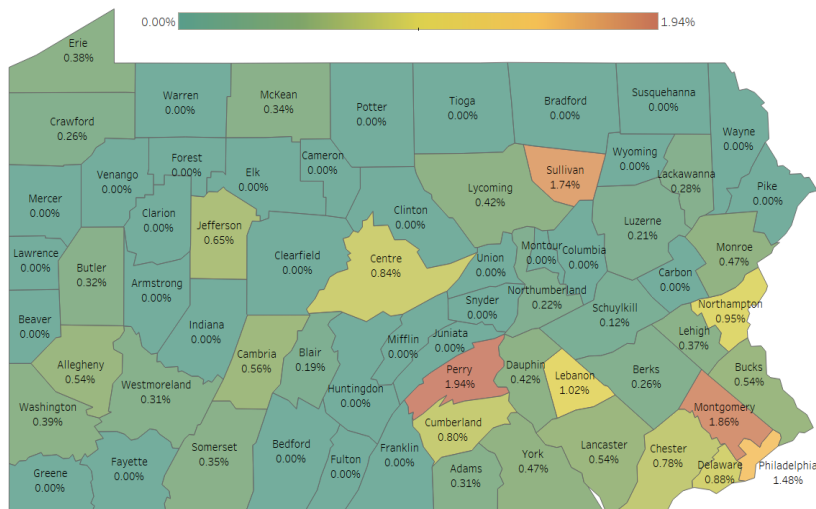 0.00%
1.94%
Erie
0.38%
Warren
0.00%
McKean
0.34%
Potter
0.00%
Tioga
0.00%
Bradford
0.00%
Susquehanna
0.00%
Crawford
0.26%
Wayne
0.00%
Forest
0.00%
Cameron
0.00%
Wyoming
0.00%
Venango
0.00%
Elk
0.00%
Sullivan
1.74%
Lackawanna
0.28%
Pike
0.00%
Mercer
0.00%
Clarion
0.00%
Lycoming
0.42%
Jefferson
0.65%
Clinton
0.00%
Luzerne
0.21%
Lawrence
0.00%
Butler
0.32%
Clearfield
0.00%
Centre
0.84%
Union
0.00%
Montour
0.00%
Columbia
0.00%
Monroe
0.47%
Armstrong
0.00%
Carbon
0.00%
Northumberland
0.22%
Snyder
0.00%
Northampton
0.95%
Beaver
0.00%
Indiana
0.00%
Schuylkill
0.12%
Mifflin
0.00%
Juniata
0.00%
Lehigh
0.37%
Cambria
0.56%
Blair
0.19%
Allegheny
0.54%
Perry
1.94%
Dauphin
0.42%
Lebanon
1.02%
Berks
0.26%
Bucks
0.54%
Westmoreland
0.31%
Huntingdon
0.00%
Washington
0.39%
Montgomery
1.86%
Cumberland
0.80%
Somerset
0.35%
Bedford
0.00%
Fulton
0.00%
Franklin
0.00%
Lancaster
0.54%
Chester
0.78%
York
0.47%
Adams
0.31%
Delaware
0.88%
Philadelphia
1.48%
Greene
0.00%
Fayette
0.00%